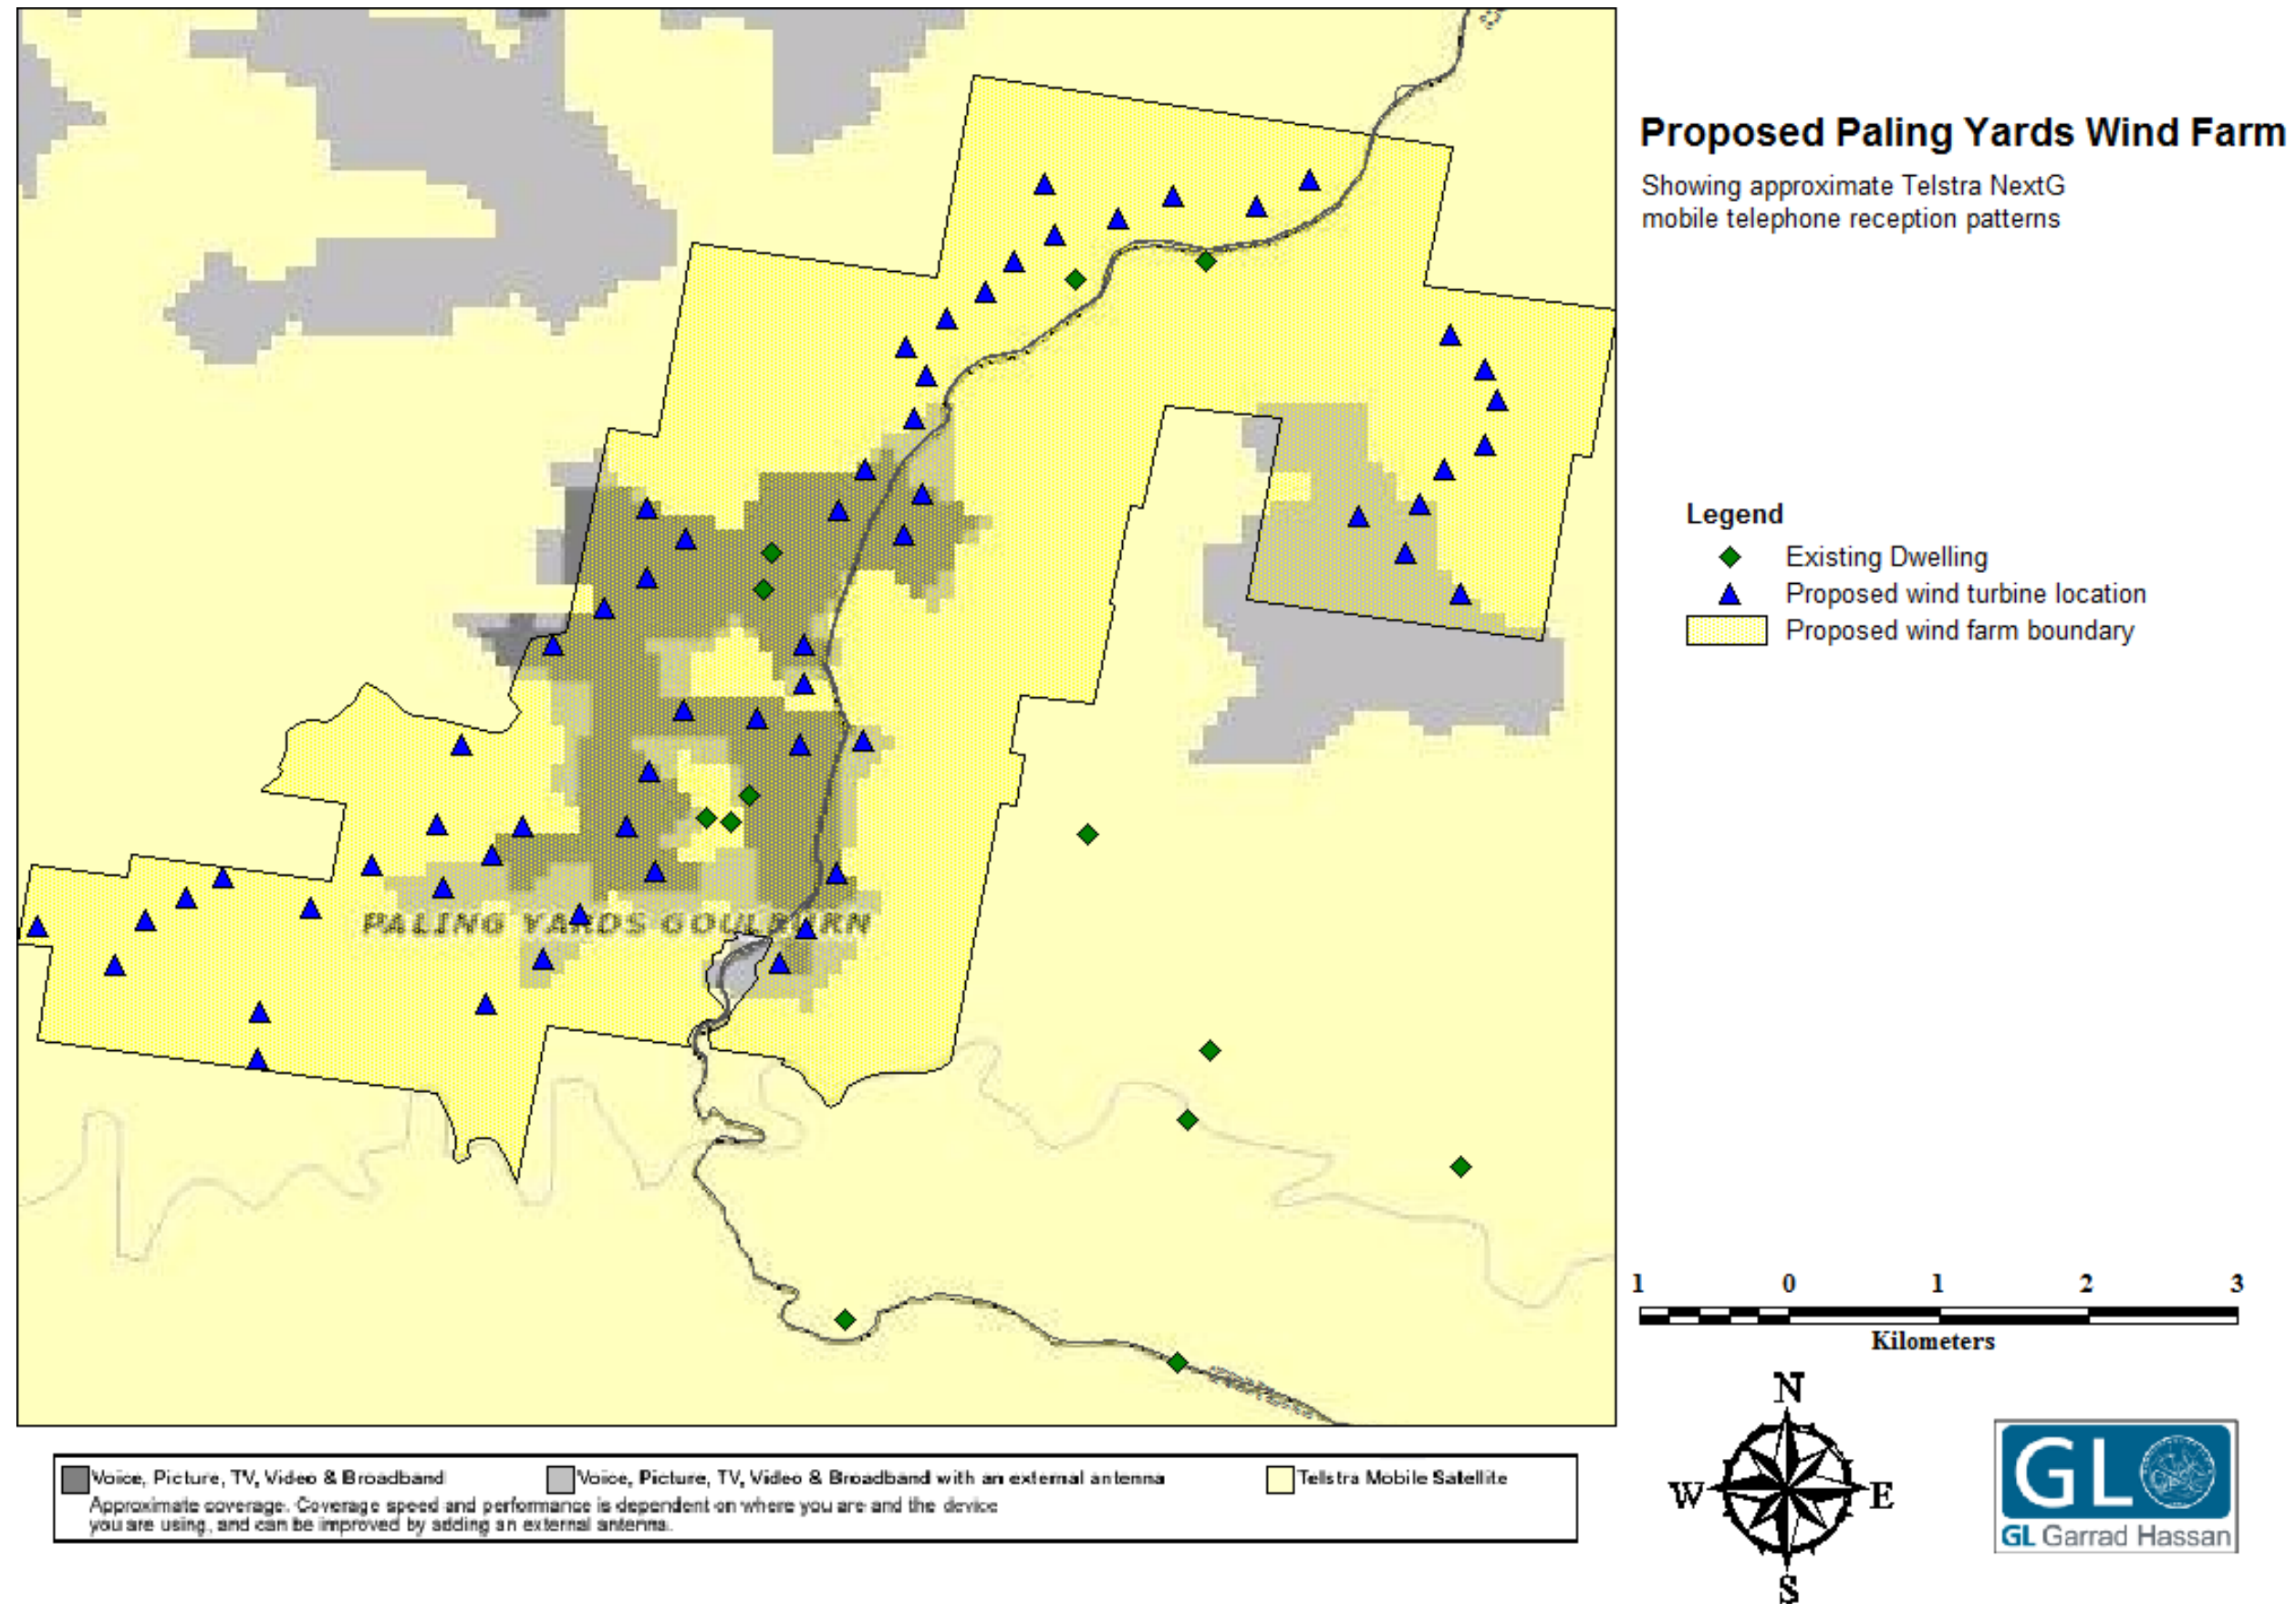 Proposed Paling Yards Wind Farm
Showing approximate Telstra NextG
mobile telephone reception patterns
Legend
Existing Dwelling
Proposed wind turbine location
Proposed wind farm boundary
PALING YARDS GOULBURN
1 0 1 2 3
Kilometers
N
W E
S
GL
GL Garrad Hassan
Voice, Picture, TV, Video & Broadband
Voice, Picture, TV, Video & Broadband with an external antenna
Telstra Mobile Satellite
Approximate coverage. Coverage speed and performance is dependent on where you are and the device
you are using, and can be improved by adding an external antenna.